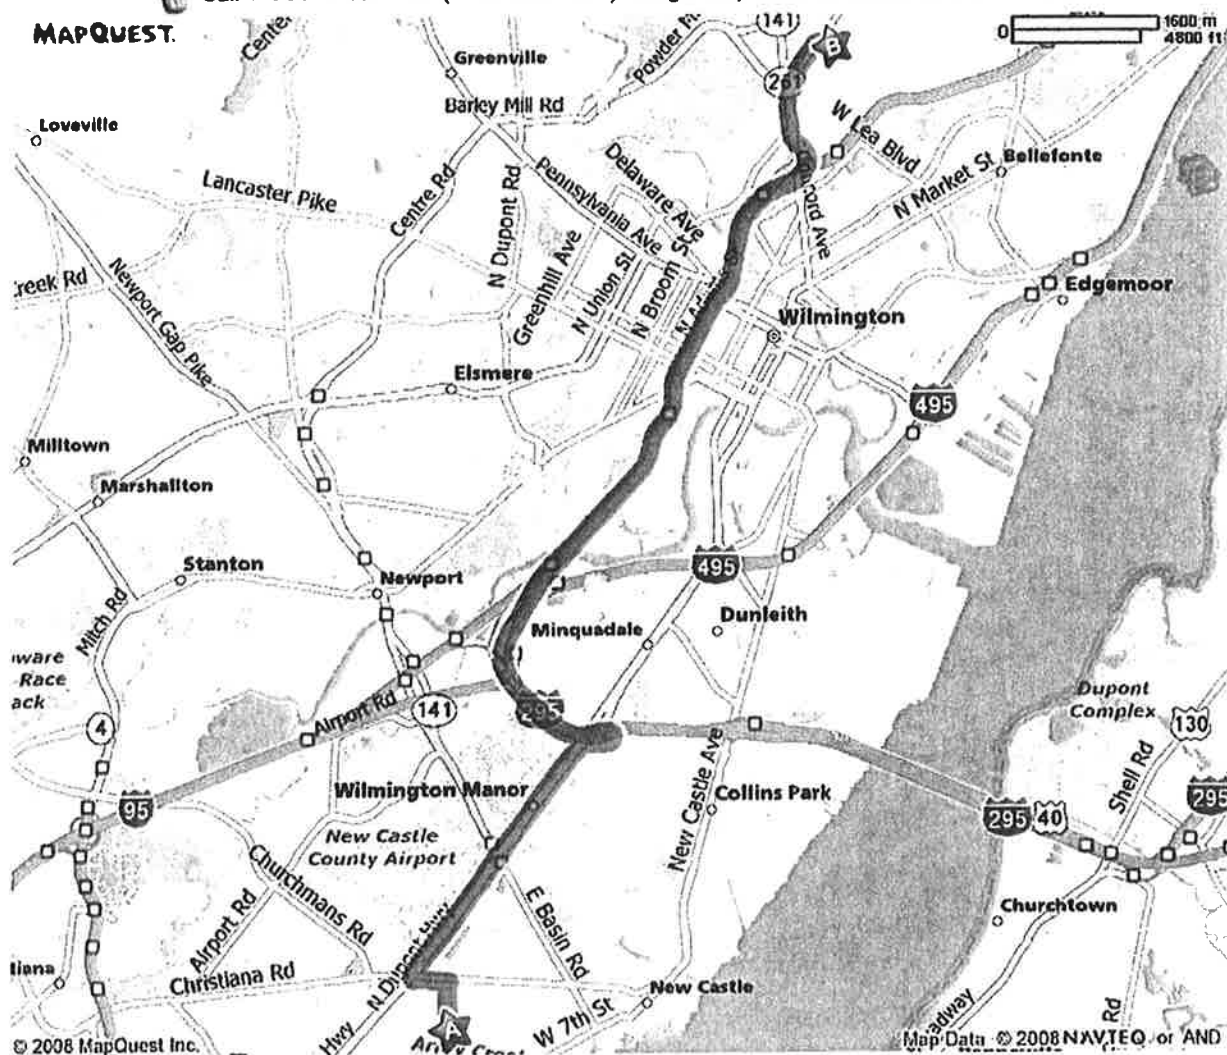 MAPQUEST.
141
1600 m
0
4800 ft
Greenville
Powder
B
261
Barley Mill Rd
Loveville
W Lea Blvd
Bellefonte
Delaware Ave
Lancaster Pike
Centre Rd
N Dupont Rd
Pennsylvania Ave
N Market St
Creek Rd
Newport Gap Pike
Greenhill Ave
N Union St
N Broom St
Edgemoor
Wilmington
Elsmere
495
Milltown
Marshallton
Stanton
Newport
495
Mitch Rd
Minquadale
Dunleith
Race
Airport Rd
141
295
Dupont
Complex
130
4
Shell Rd
95
Wilmington Manor
New Castle Ave
Collins Park
295
40
295
New Castle
County Airport
Churchmans Rd
Airport Rd
E Basin Rd
Churchtown
N Dupont Hwy
Christiana Rd
New Castle
W 7th St
A
Hwy
Rd
© 2008 MapQuest Inc.
Map Data © 2008 NAVTEQ or AND